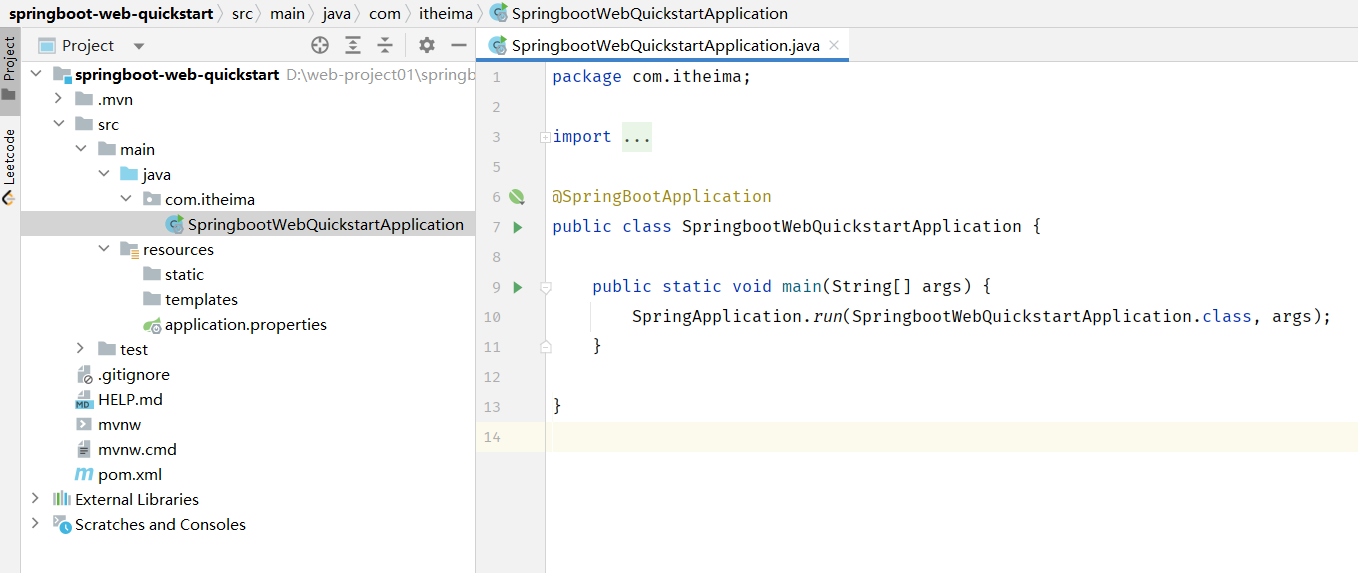 springboot-web-quickstart src main java com itheima SpringbootWebQuickstartApplication
Project
Leetcode
Project
springboot-web-quickstart D:\web-project01\springb
.mvn
src
main
java
com.itheima
SpringbootWebQuickstartApplication
resources
static
templates
application.properties
test
.gitignore
HELP.md
mvnw
mvnw.cmd
pom.xml
External Libraries
Scratches and Consoles
SpringbootWebQuickstartApplication.java
1 package com.itheima;
2
3 import ...
5
6 @SpringBootApplication
7 public class SpringbootWebQuickstartApplication {
8
9 public static void main(String[] args) {
10 SpringApplication.run(SpringbootWebQuickstartApplication.class, args);
11 }
12
13 }
14